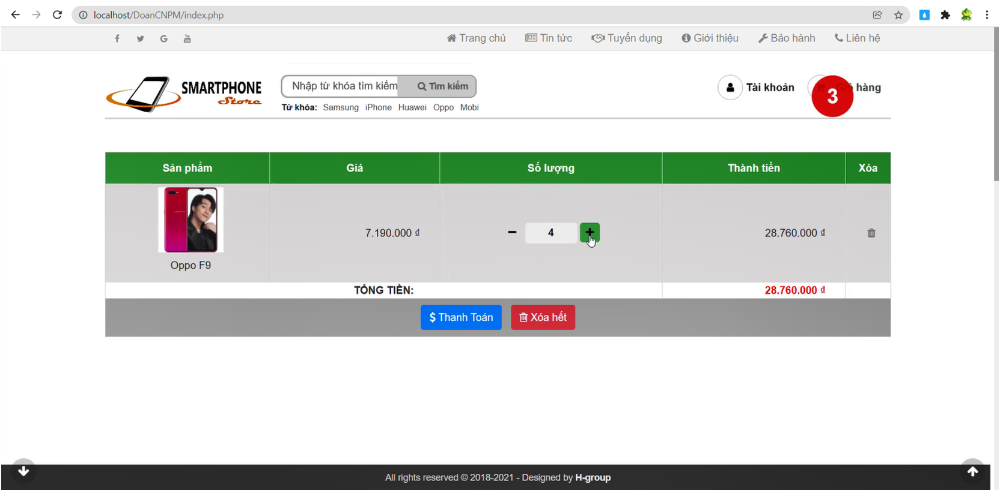 localhost/DoanCNPM/index.php
Trang chủ Tin tức Tuyển dụng Giới thiệu Bảo hành Liên hệ
SMARTPHONE
Store
Nhập từ khóa tìm kiếm Tìm kiếm
Từ khóa: Samsung iPhone Huawei Oppo Mobi
Tài khoản
3
Giỏ hàng
Sản phẩm Giá Số lượng Thành tiền Xóa
7.190.000 ₫ 4 28.760.000 ₫
Oppo F9
TỔNG TIỀN: 28.760.000 ₫
$ Thanh Toán Xóa hết
All rights reserved © 2018-2021 - Designed by H-group